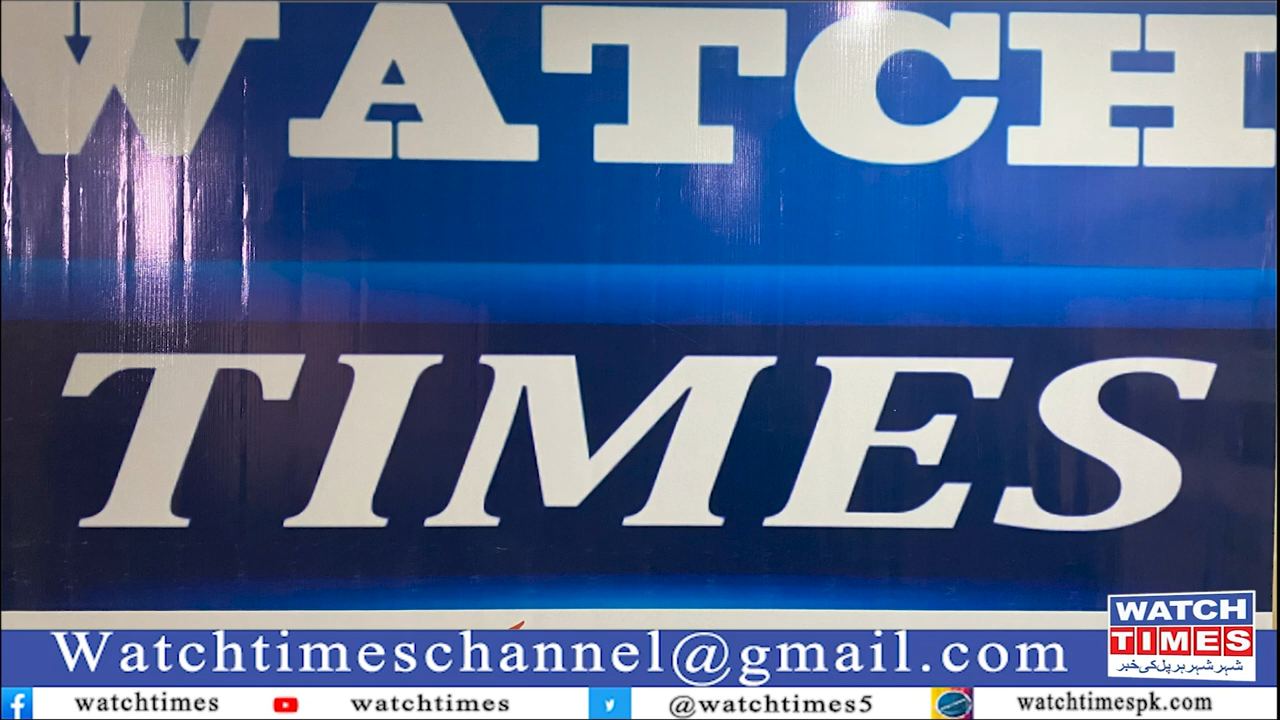 WATCH
TIMES
Watchtimeschannel@gmail.com
WATCH
TIMES
شہر شہر ہر پل کی خبر
watchtimes
watchtimes
@watchtimes5
watchtimespk.com